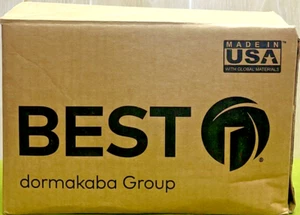 MADE IN
USA
WITH GLOBAL MATERIALS
BEST
®
dormakaba Group